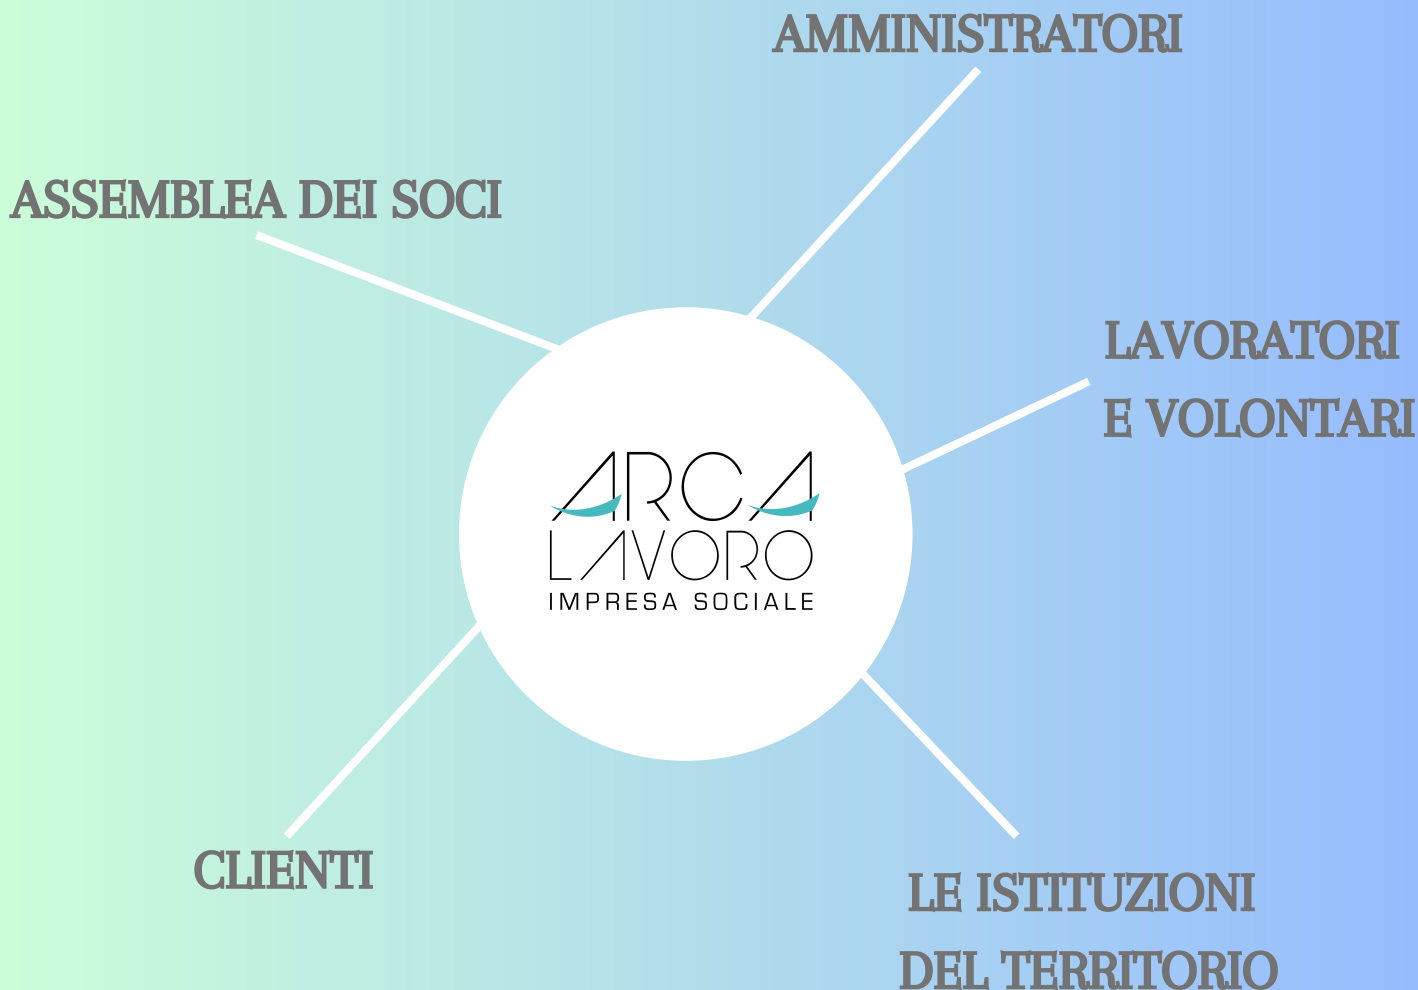 AMMINISTRATORI
ASSEMBLEA DEI SOCI
LAVORATORI
E VOLONTARI
ARCA
LAVORO
IMPRESA SOCIALE
CLIENTI
LE ISTITUZIONI
DEL TERRITORIO